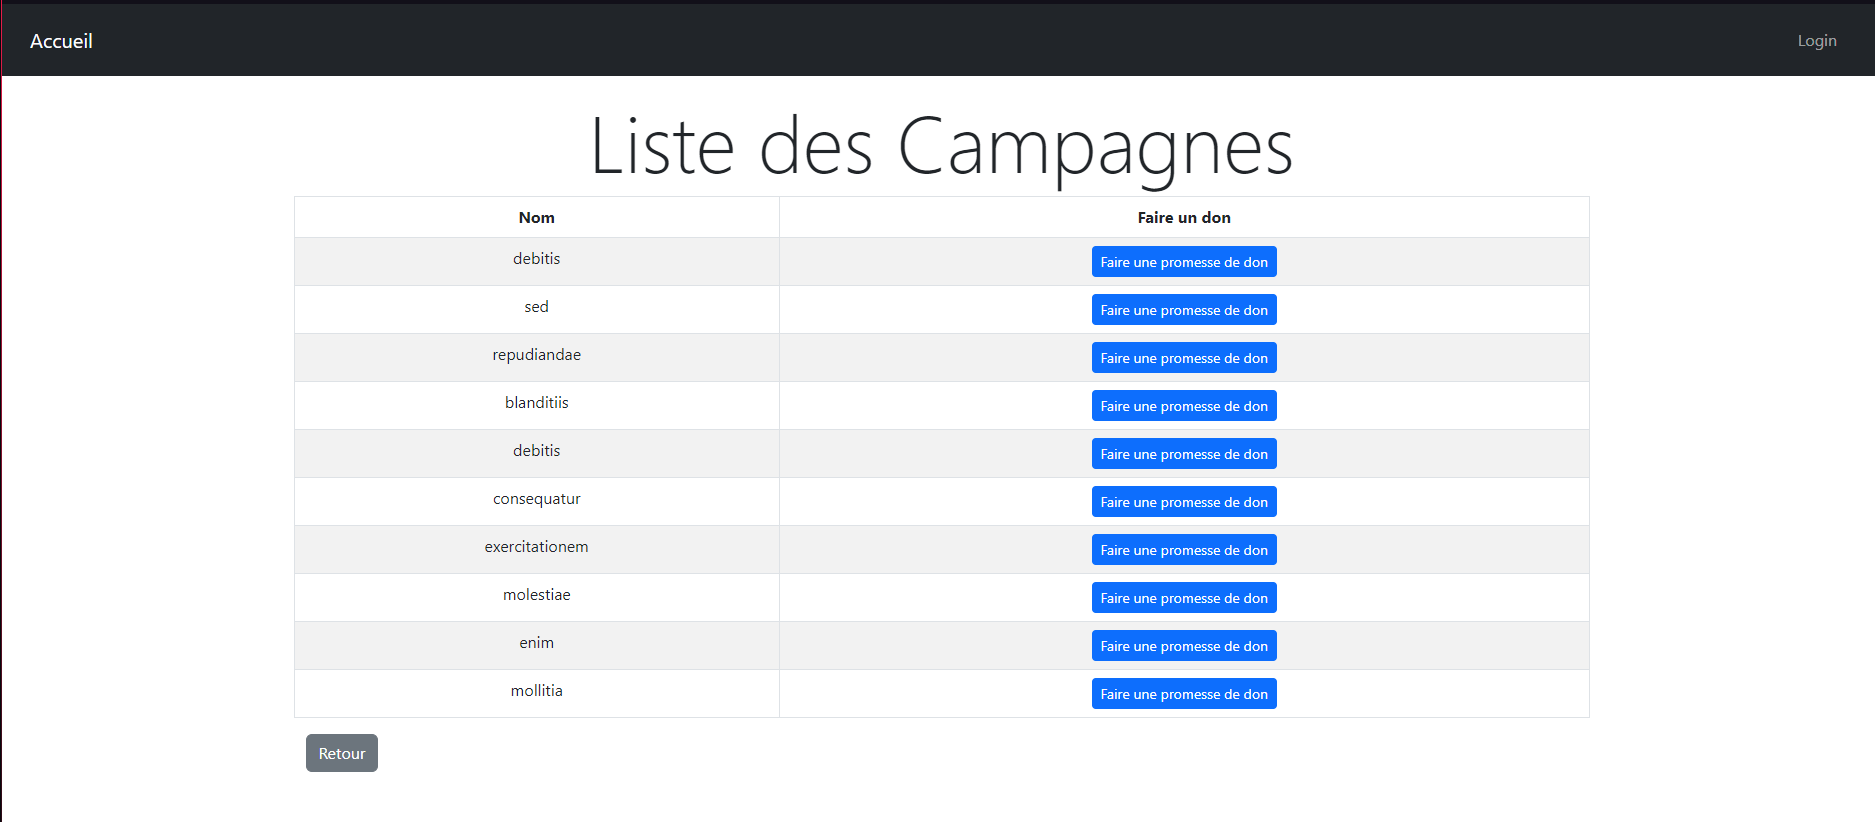 Accueil
Login
Liste des Campagnes
Nom
Faire un don
debitis
Faire une promesse de don
sed
Faire une promesse de don
repudiandae
Faire une promesse de don
blanditiis
Faire une promesse de don
debitis
Faire une promesse de don
consequatur
Faire une promesse de don
exercitationem
Faire une promesse de don
molestiae
Faire une promesse de don
enim
Faire une promesse de don
mollitia
Faire une promesse de don
Retour